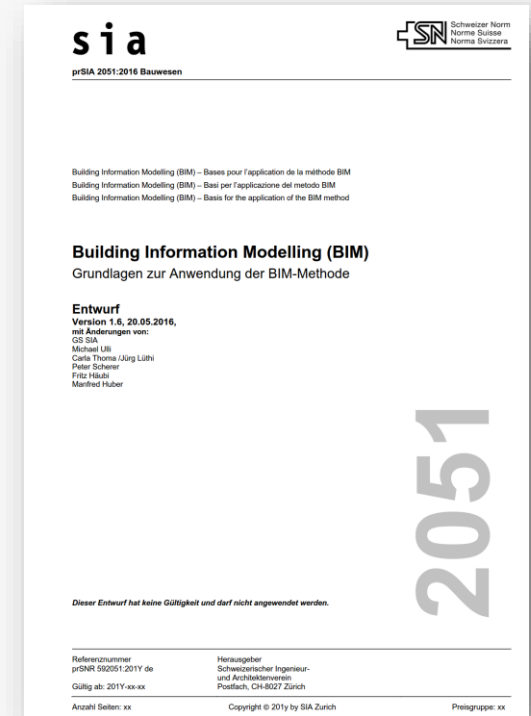 sia
SN
Schweizer Norm
Norme Suisse
Norma Svizzera
prSIA 2051:2016 Bauwesen
Building Information Modelling (BIM) – Bases pour l'application de la méthode BIM
Building Information Modelling (BIM) – Basi per l'applicazione del metodo BIM
Building Information Modelling (BIM) – Basis for the application of the BIM method
Building Information Modelling (BIM)
Grundlagen zur Anwendung der BIM-Methode
Entwurf
Version 1.6, 20.05.2016,
mit Änderungen von:
GS SIA
Michael Ulli
Carla Thoma /Jürg Lüthi
Peter Scherer
Fritz Häubi
Manfred Huber
2051
Dieser Entwurf hat keine Gültigkeit und darf nicht angewendet werden.
Referenznummer
prSNR 592051:201Y de
Gültig ab: 201Y-xx-xx
Herausgeber
Schweizerischer Ingenieur-
und Architektenverein
Postfach, CH-8027 Zürich
Anzahl Seiten: xx
Copyright © 201y by SIA Zurich
Preisgruppe: xx